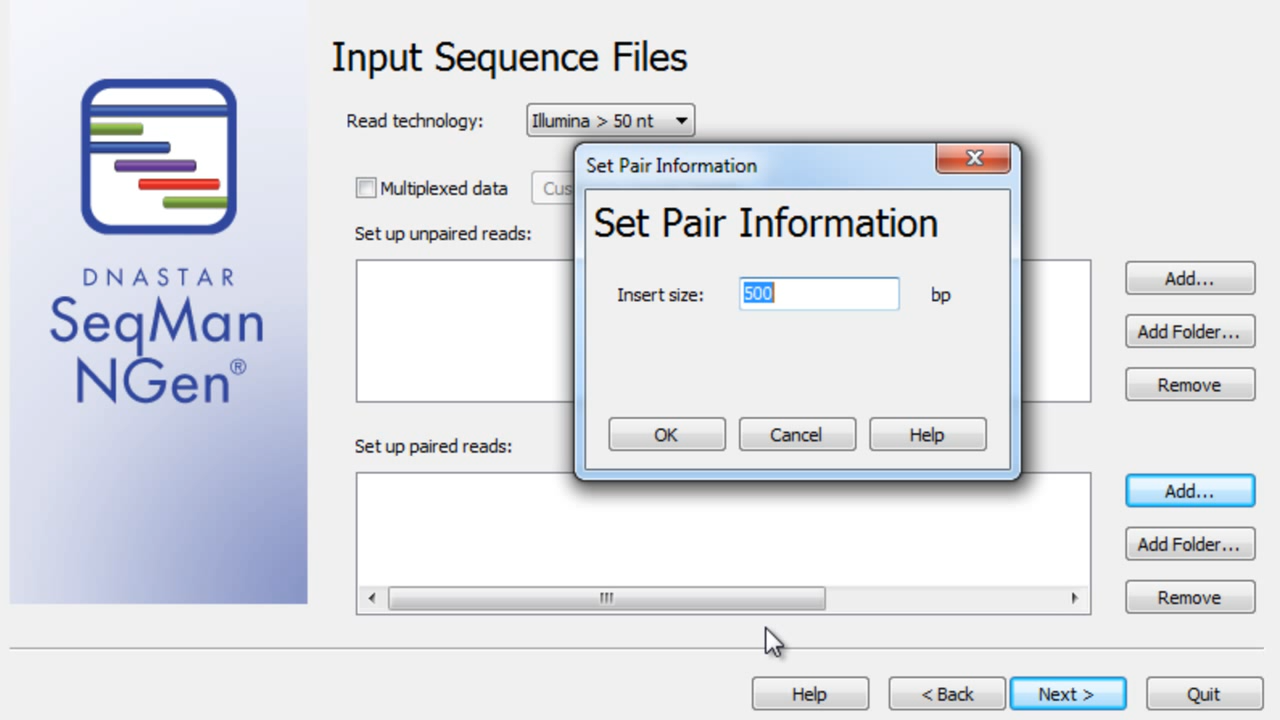 Input Sequence Files
Read technology:
Illumina > 50 nt
Set Pair Information
Multiplexed data
Set Pair Information
Set up unpaired reads:
DNASTAR
SeqMan
NGen®
Insert size:
500
bp
Add...
Add Folder...
Remove
OK
Cancel
Help
Set up paired reads:
Add...
Add Folder...
Remove
Help
< Back
Next >
Quit